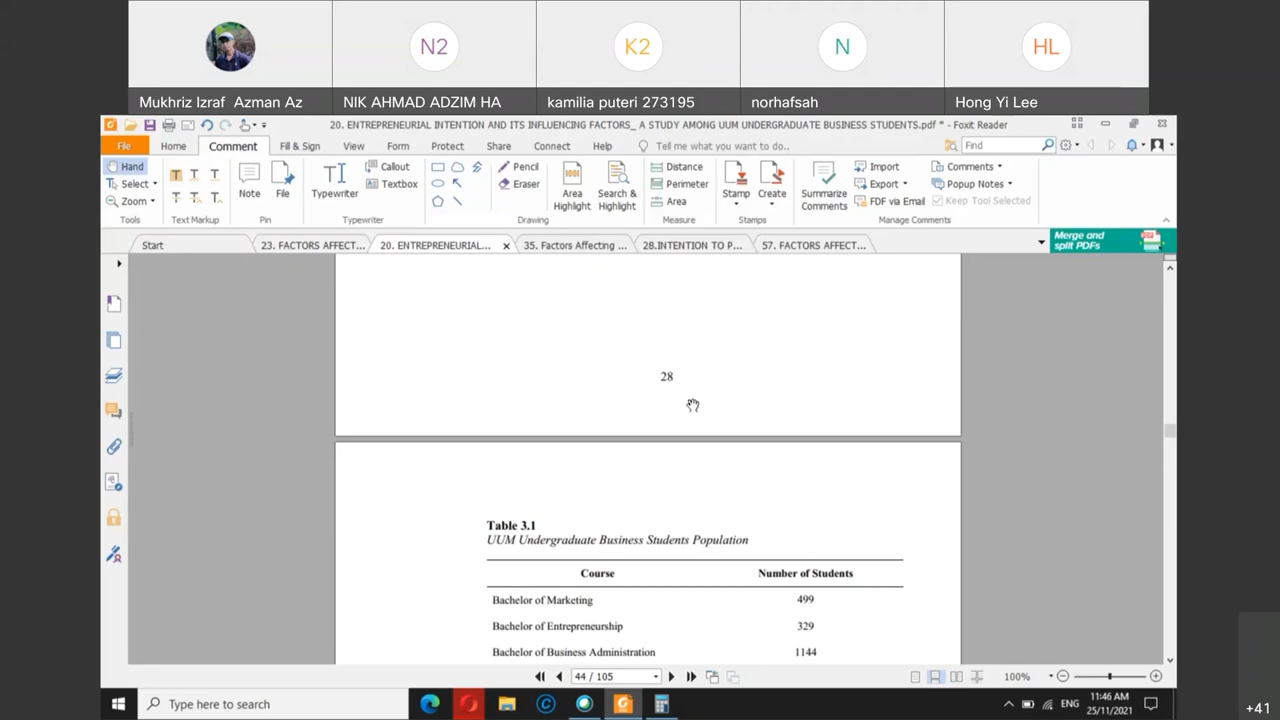 N2
K2
N
HL
Mukhriz Izraf Azman Az
NIK AHMAD ADZIM HA
kamilia puteri 273195
norhafsah
Hong Yi Lee
20. ENTREPRENEURIAL INTENTION AND ITS INFLUENCING FACTORS_ A STUDY AMONG UUM UNDERGRADUATE BUSINESS STUDENTS.pdf * - Foxit Reader
File Home Comment View Fill & Sign Form Protect Share Connect Help Tell me what you want to do.. Find
Hand
Select
Zoom
Tools
T T T
T T T
Text Markup
Note
File
Pin
Typewriter
Callout
Textbox
Typewriter
Pencil
Eraser
Area Highlight
Search & Highlight
Drawing
Distance
Perimeter
Area
Measure
Stamp
Create
Stamps
Summarize Comments
Import
Export
FDF via Email
Comments
Popup Notes
Keep Tool Selected
Manage Comments
Start
23. FACTORS AFFECT...
20. ENTREPRENEURIAL...
35. Factors Affecting ...
28.INTENTION TO P...
57. FACTORS AFFECT...
Merge and split PDFs
28
Table 3.1
UUM Undergraduate Business Students Population
Course Number of Students
Bachelor of Marketing 499
Bachelor of Entrepreneurship 329
Bachelor of Business Administration 1144
44 / 105
100%
Type here to search
ENG
11:46 AM
25/11/2021
+41